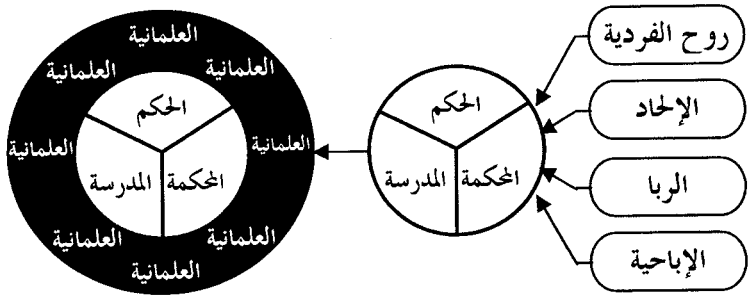 روح الفردية
الإلحاد
الربا
الإباحية
الحكم
المحكمة
المدرسة
العلمانية
العلمانية
العلمانية
العلمانية
العلمانية
العلمانية
العلمانية
العلمانية
الحكم
المحكمة
المدرسة